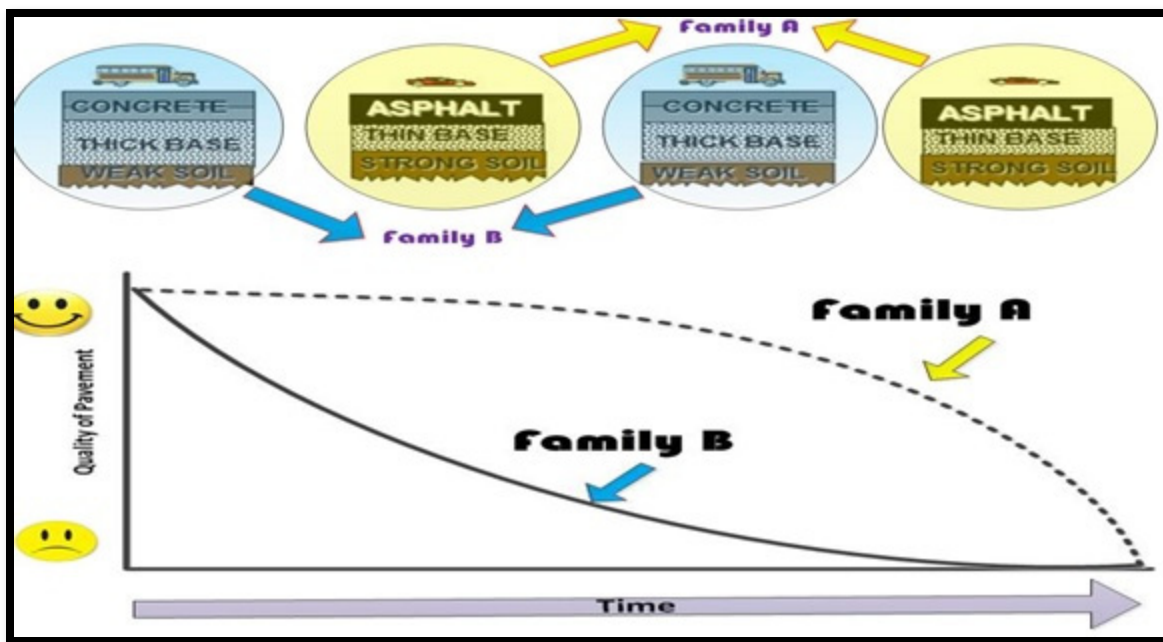 Family A
CONCRETE
THICK BASE
WEAK SOIL
ASPHALT
THIN BASE
STRONG SOIL
CONCRETE
THICK BASE
WEAK SOIL
ASPHALT
THIN BASE
STRONG SOIL
Family B
Quality of Pavement
Family A
Family B
Time